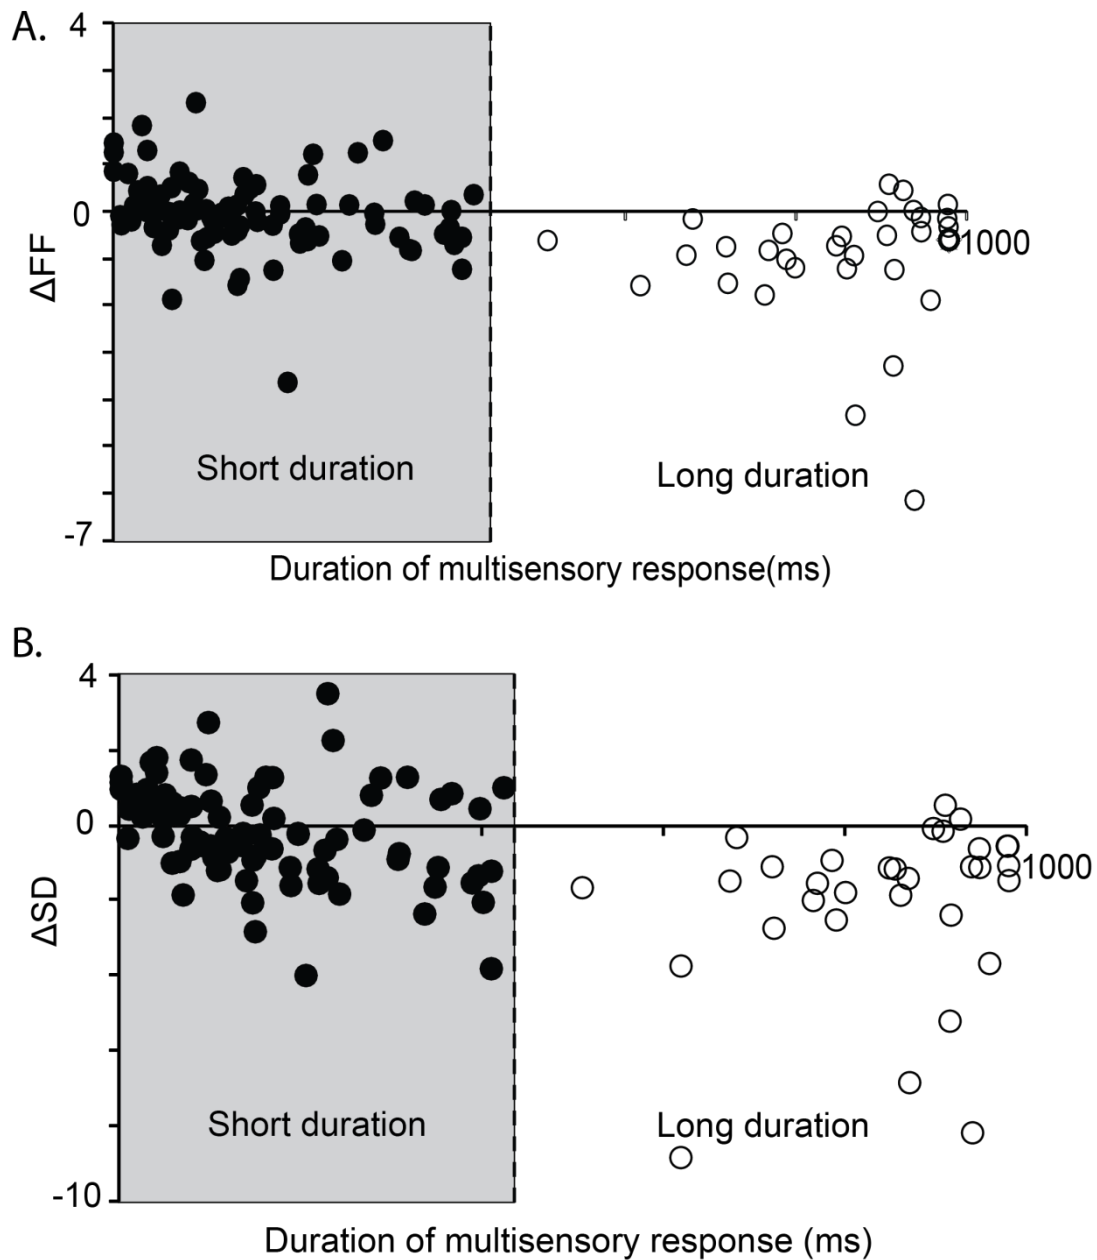 A.
4
0
ΔFF
1000
Short duration
Long duration
-7
Duration of multisensory response(ms)
B.
4
0
1000
ΔSD
Short duration
Long duration
-10
Duration of multisensory response (ms)